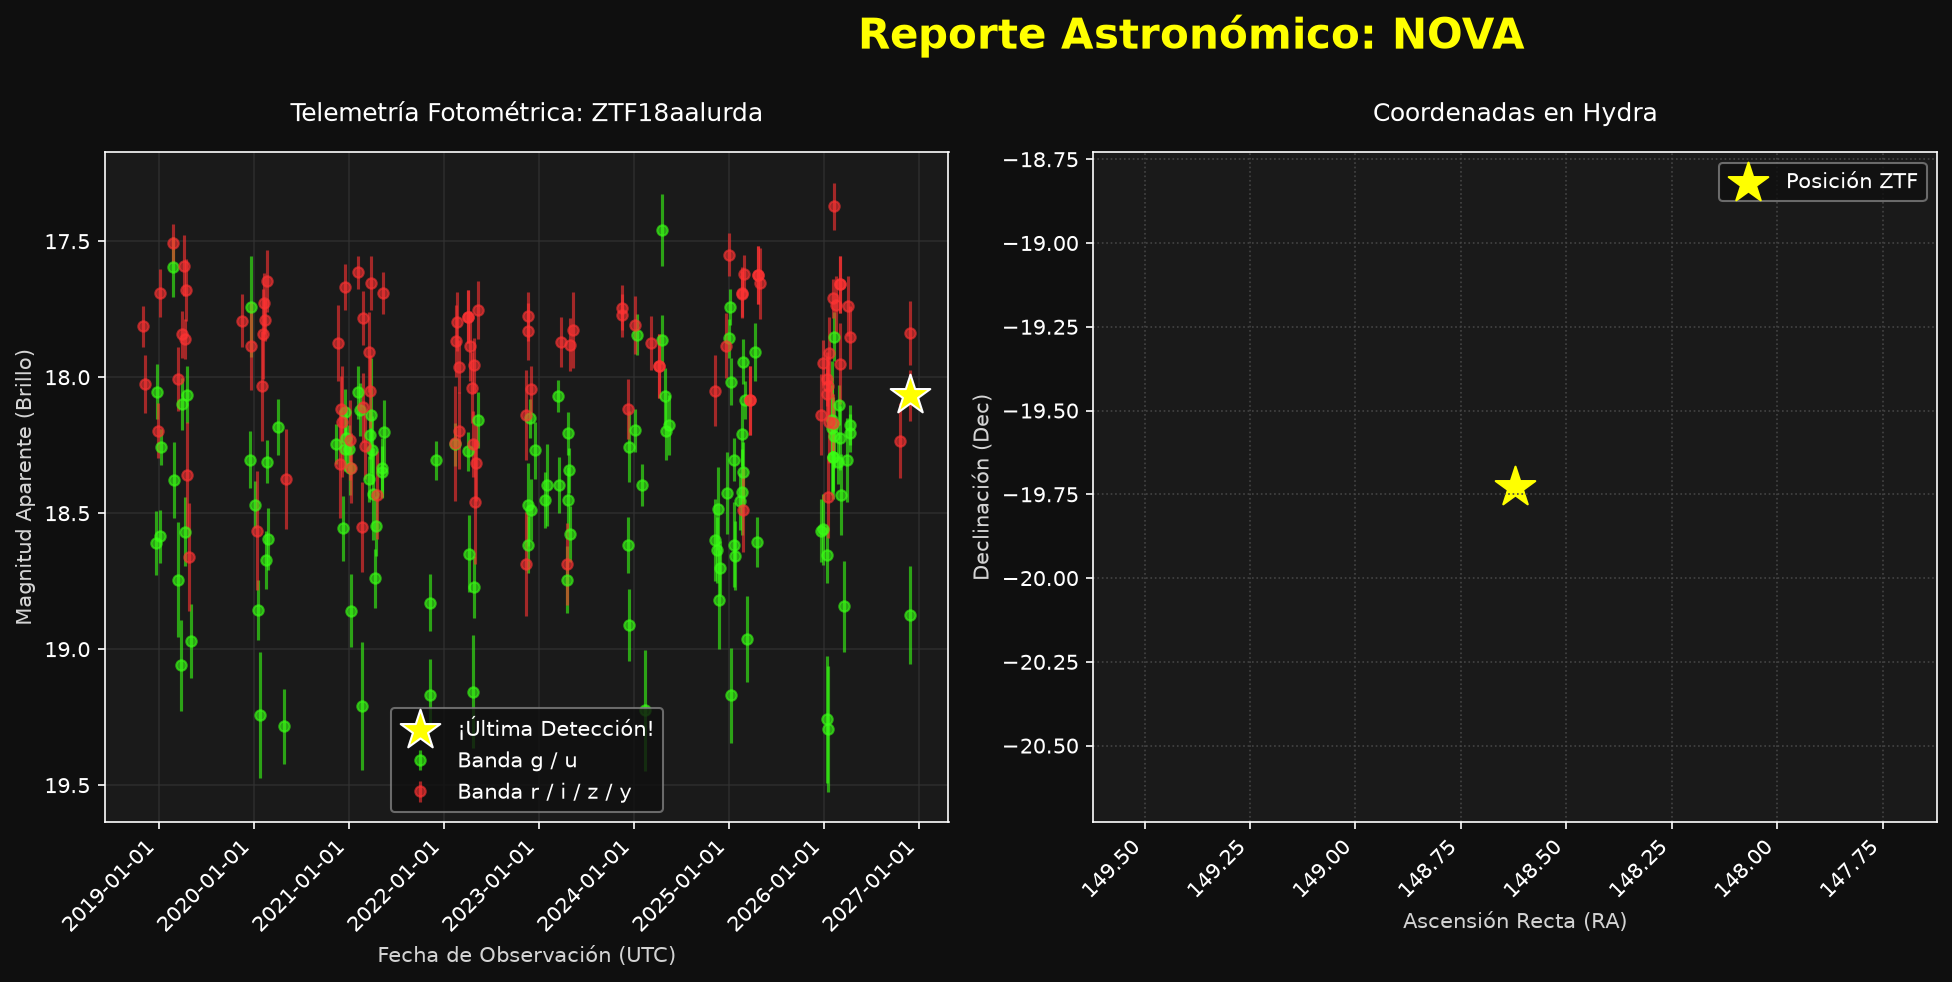 Reporte Astronómico: NOVA
Telemetría Fotométrica: ZTF18aalurda
Magnitud Aparente (Brillo)
17.5
18.0
18.5
19.0
19.5
¡Última Detección!
Banda g / u
Banda r / i / z / y
2019-01-01
2020-01-01
2021-01-01
2022-01-01
2023-01-01
2024-01-01
2025-01-01
2026-01-01
2027-01-01
Fecha de Observación (UTC)
Coordenadas en Hydra
Declinación (Dec)
−18.75
−19.00
−19.25
−19.50
−19.75
−20.00
−20.25
−20.50
Posición ZTF
149.50
149.25
149.00
148.75
148.50
148.25
148.00
147.75
Ascensión Recta (RA)